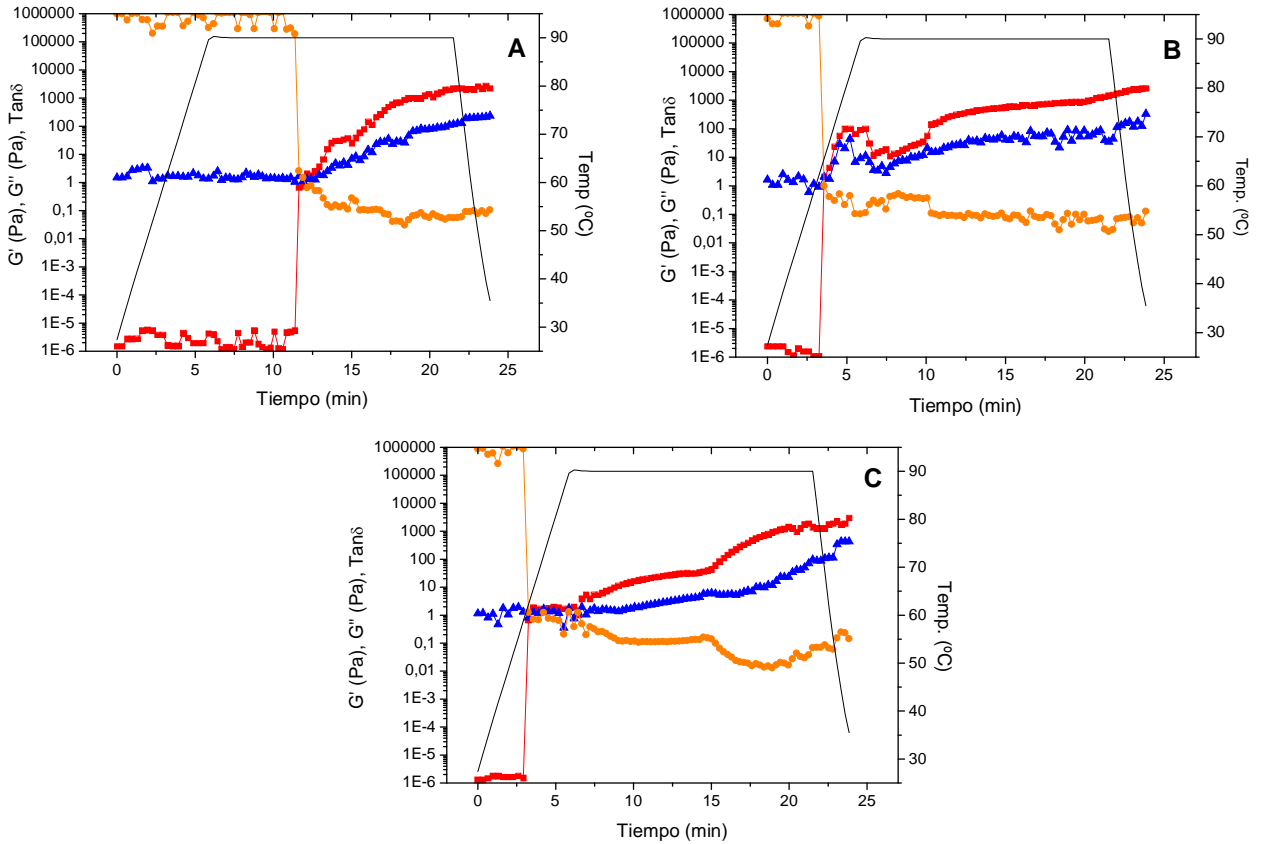 A
G' (Pa), G'' (Pa), Tanδ
1000000
100000
10000
1000
100
10
1
0,1
0,01
1E-3
1E-4
1E-5
1E-6
0 5 10 15 20 25
Tiempo (min)
90
80
70
60
50
40
30
Temp (ºC)
B
G' (Pa), G'' (Pa), Tanδ
1000000
100000
10000
1000
100
10
1
0,1
0,01
1E-3
1E-4
1E-5
1E-6
0 5 10 15 20 25
Tiempo (min)
90
80
70
60
50
40
30
Temp. (ºC)
C
G' (Pa), G'' (Pa), Tanδ
1000000
100000
10000
1000
100
10
1
0,1
0,01
1E-3
1E-4
1E-5
1E-6
0 5 10 15 20 25
Tiempo (min)
90
80
70
60
50
40
30
Temp. (ºC)